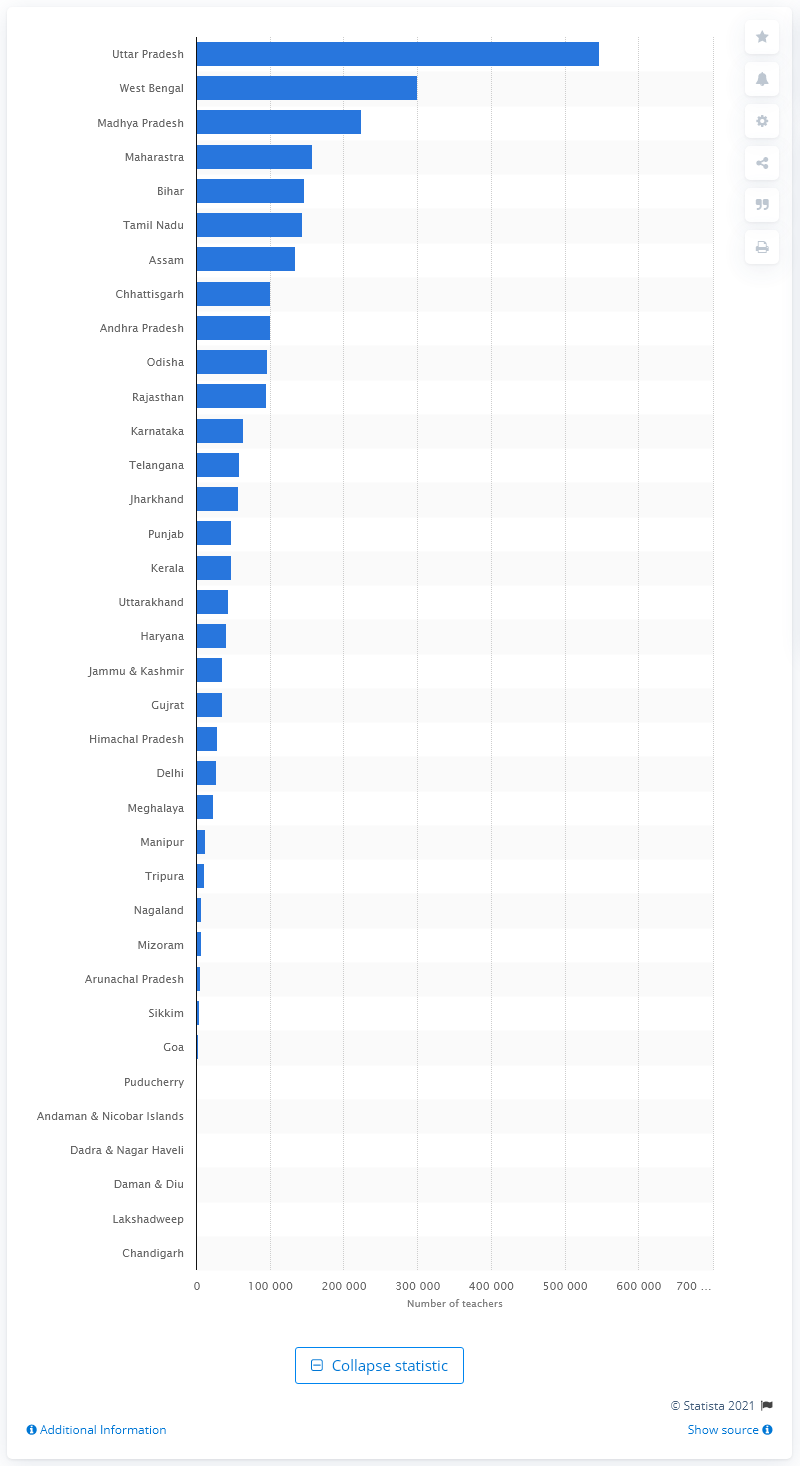 Uttar Pradesh
West Bengal
Madhya Pradesh
Maharastra
Bihar
Tamil Nadu
Assam
Chhattisgarh
Andhra Pradesh
Odisha
Rajasthan
Karnataka
Telangana
Jharkhand
Punjab
Kerala
Uttarakhand
Haryana
Jammu & Kashmir
Gujrat
Himachal Pradesh
Delhi
Meghalaya
Manipur
Tripura
Nagaland
Mizoram
Arunachal Pradesh
Sikkim
Goa
Puducherry
Andaman & Nicobar Islands
Dadra & Nagar Haveli
Daman & Diu
Lakshadweep
Chandigarh
0 100 000 200 000 300 000 400 000 500 000 600 000 700 ...
Number of teachers
Collapse statistic
© Statista 2021
Additional Information Show source